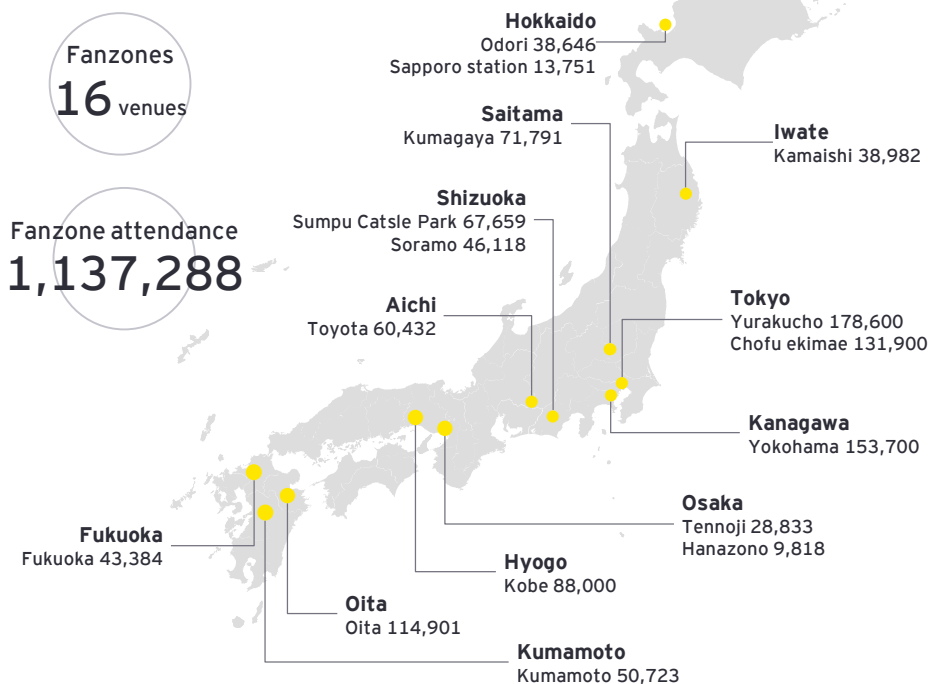 Fanzones
16 venues
Fanzone attendance
1,137,288
Hokkaido
Odori 38,646
Sapporo station 13,751
Saitama
Kumagaya 71,791
Iwate
Kamaishi 38,982
Shizuoka
Sumpu Catsle Park 67,659
Soramo 46,118
Aichi
Toyota 60,432
Tokyo
Yurakucho 178,600
Chofu ekimae 131,900
Kanagawa
Yokohama 153,700
Osaka
Tennoji 28,833
Hanazono 9,818
Fukuoka
Fukuoka 43,384
Hyogo
Kobe 88,000
Oita
Oita 114,901
Kumamoto
Kumamoto 50,723